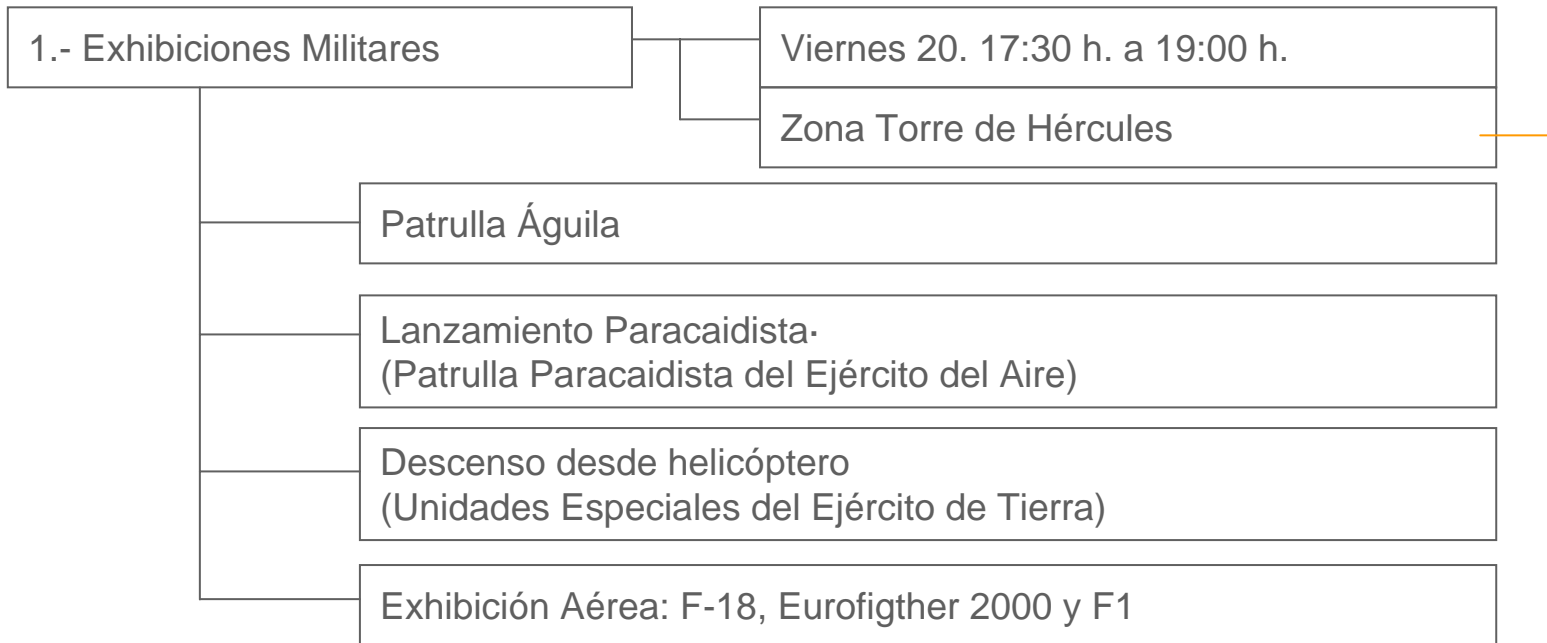 1.- Exhibiciones Militares
Viernes 20. 17:30 h. a 19:00 h.
Zona Torre de Hércules
Patrulla Águila
Lanzamiento Paracaidista·
(Patrulla Paracaidista del Ejército del Aire)
Descenso desde helicóptero
(Unidades Especiales del Ejército de Tierra)
Exhibición Aérea: F-18, Eurofigther 2000 y F1